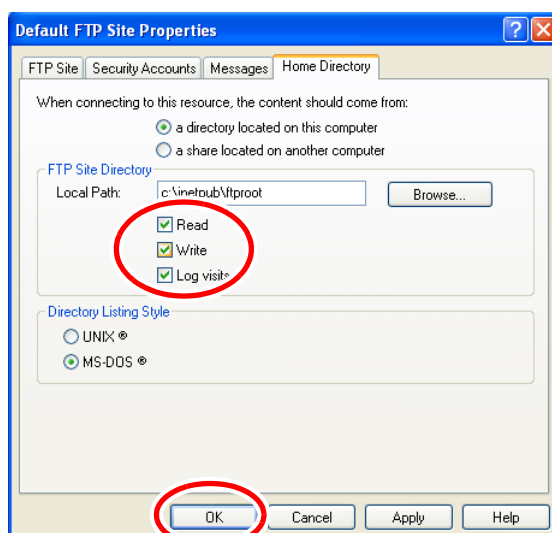 Default FTP Site Properties
FTP Site Security Accounts Messages Home Directory
When connecting to this resource, the content should come from:
a directory located on this computer
a share located on another computer
FTP Site Directory
Local Path: c:\inetpub\ftproot Browse...
Read
Write
Log visits
Directory Listing Style
UNIX ®
MS-DOS ®
OK Cancel Apply Help